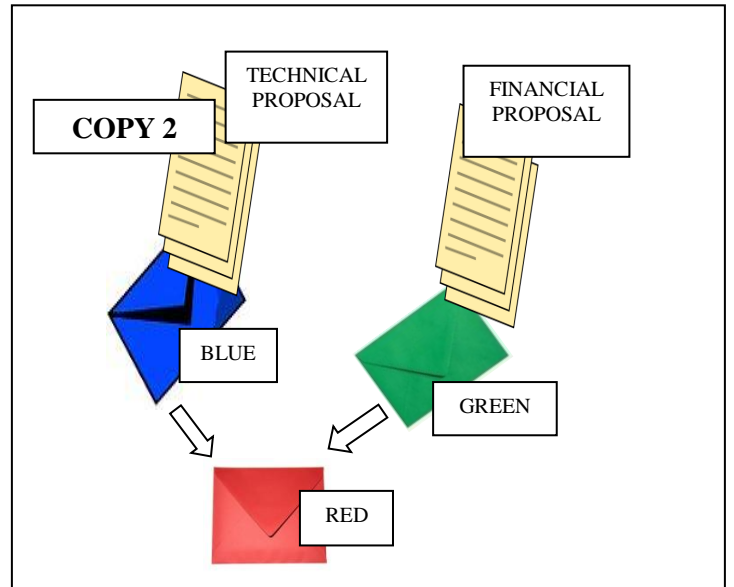 TECHNICAL
PROPOSAL
FINANCIAL
PROPOSAL
COPY 2
BLUE
GREEN
RED